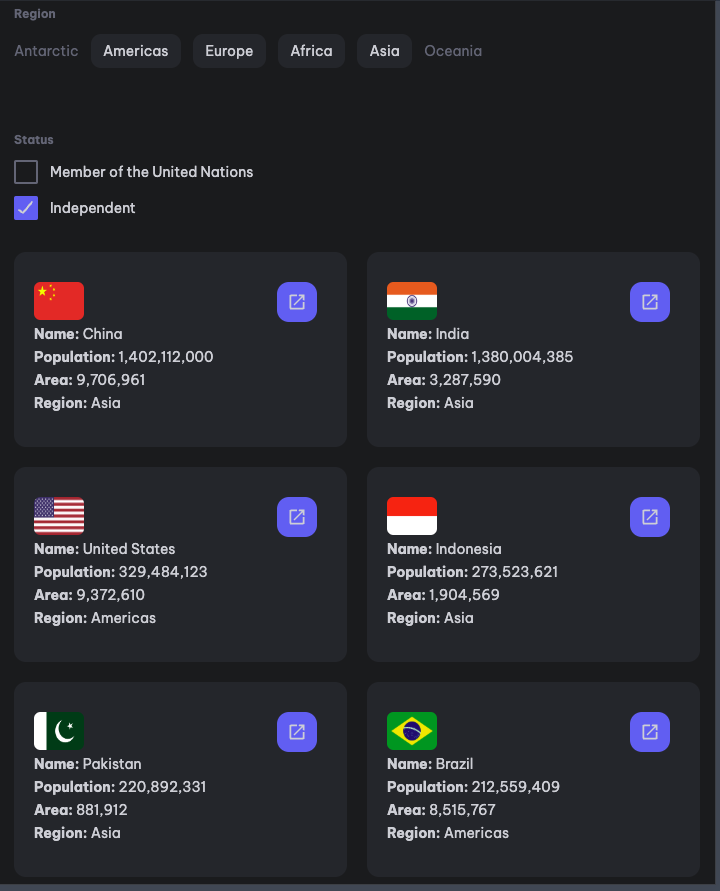 Region
Antarctic Americas Europe Africa Asia Oceania
Status
Member of the United Nations
Independent
Name: China
Population: 1,402,112,000
Area: 9,706,961
Region: Asia
Name: India
Population: 1,380,004,385
Area: 3,287,590
Region: Asia
Name: United States
Population: 329,484,123
Area: 9,372,610
Region: Americas
Name: Indonesia
Population: 273,523,621
Area: 1,904,569
Region: Asia
Name: Pakistan
Population: 220,892,331
Area: 881,912
Region: Asia
Name: Brazil
Population: 212,559,409
Area: 8,515,767
Region: Americas